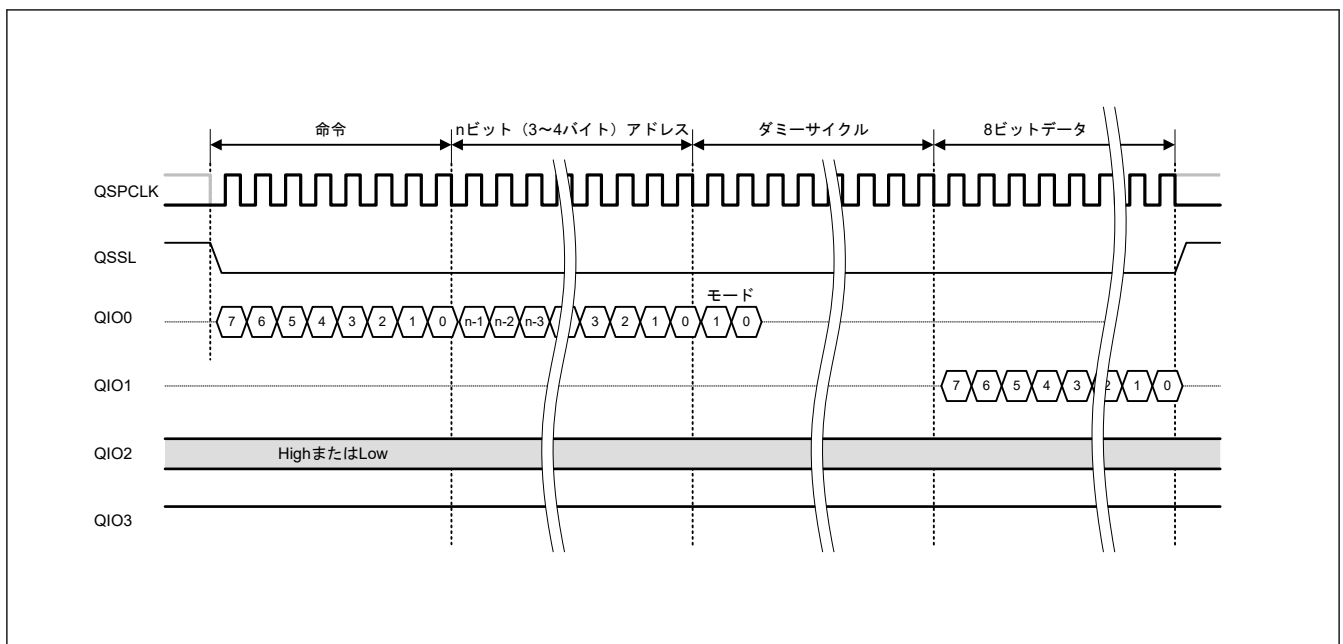 命令 nビット（3～4バイト）アドレス ダミーサイクル 8ビットデータ
QSPCLK
QSSL
モード
QIO0 7 6 5 4 3 2 1 0 n-1 n-2 n-3 3 2 1 0 1 0
QIO1 7 6 5 4 3 2 1 0
QIO2 HighまたはLow
QIO3